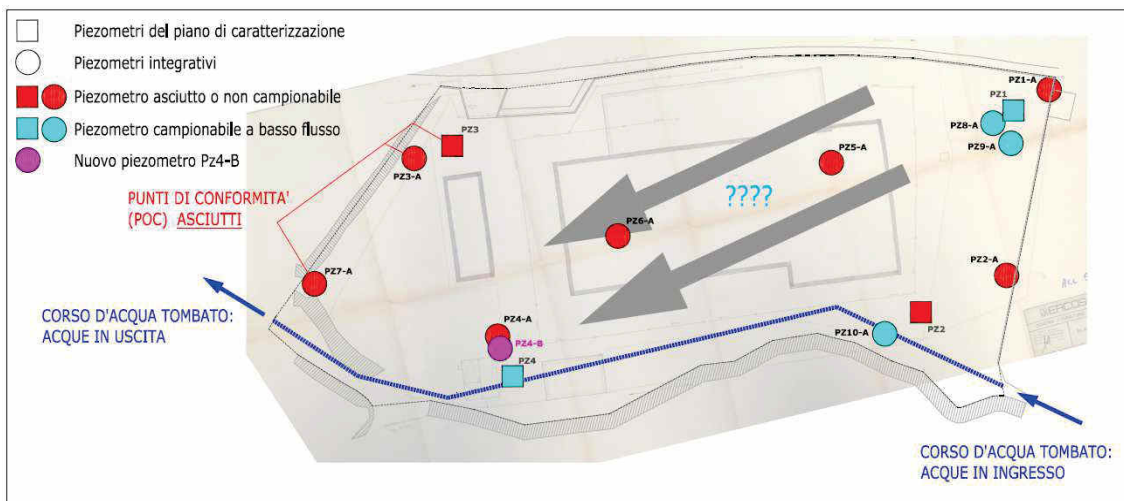 Piezometri del piano di caratterizzazione
Piezometri integrativi
Piezometro asciutto o non campionabile
Piezometro campionabile a basso flusso
Nuovo piezometro Pz4-B
PUNTI DI CONFORMITA'
(POC) ASCIUTTI
PZ3
PZ3-A
PZ7-A
CORSO D'ACQUA TOMBATO:
ACQUE IN USCITA
PZ1-A
PZ1
PZ8-A
PZ9-A
PZ5-A
????
PZ6-A
PZ2-A
PZ2
PZ10-A
PZ4-A
PZ4-B
PZ4
CORSO D'ACQUA TOMBATO:
ACQUE IN INGRESSO